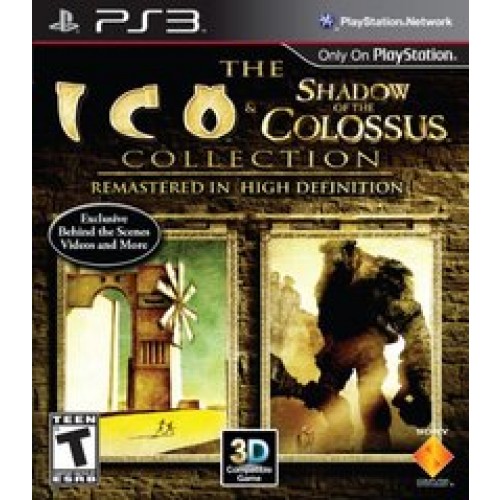 PS3
PlayStation.Network
Only On PlayStation.
THE
ICO & SHADOW OF THE COLOSSUS
COLLECTION
REMASTERED IN HIGH DEFINITION
Exclusive
Behind the Scenes
Videos and More
TEEN
T
ESRB
3D
Compatible
Game
SONY